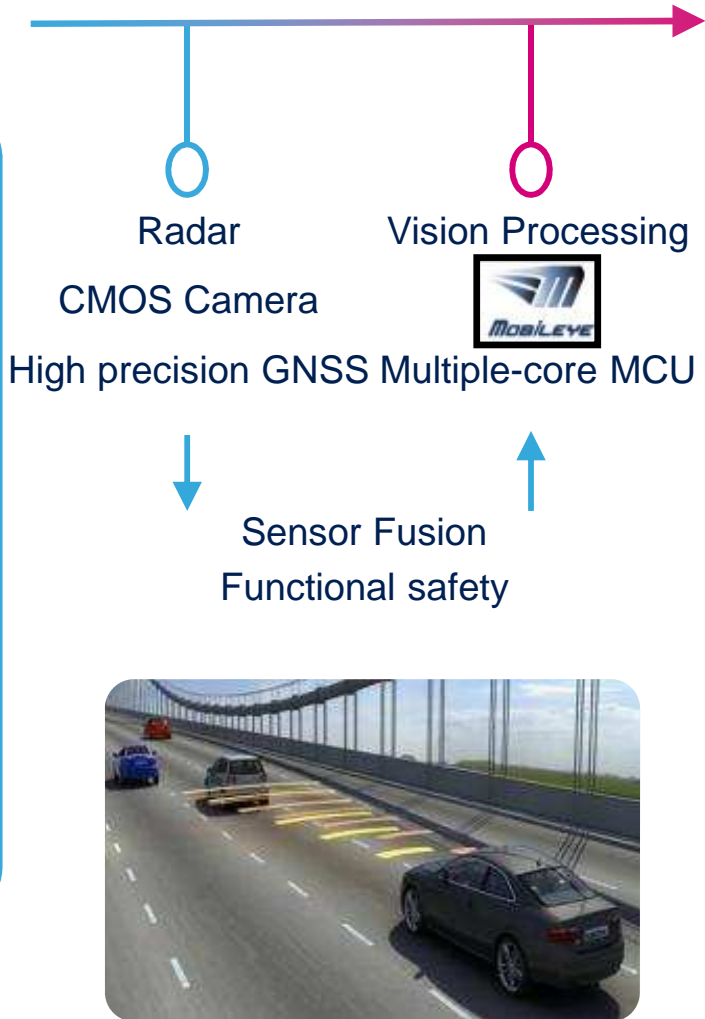 Radar
Vision Processing
CMOS Camera
MOBILEYE
High precision GNSS
Multiple-core MCU
Sensor Fusion
Functional safety